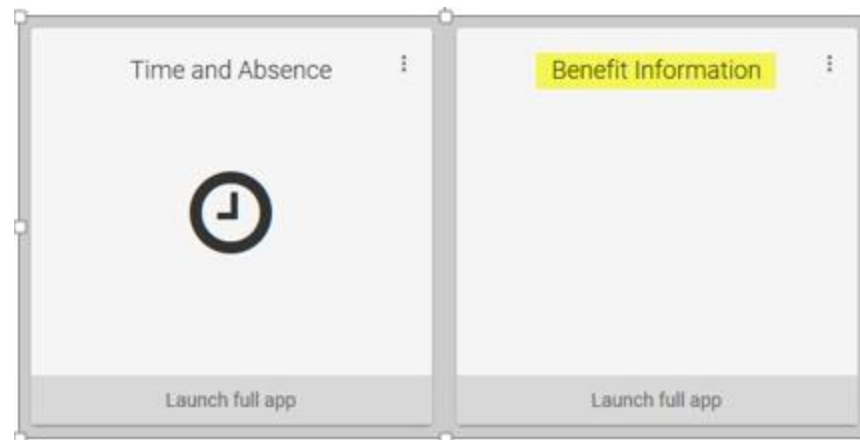 Time and Absence
Benefit Information
Launch full app
Launch full app